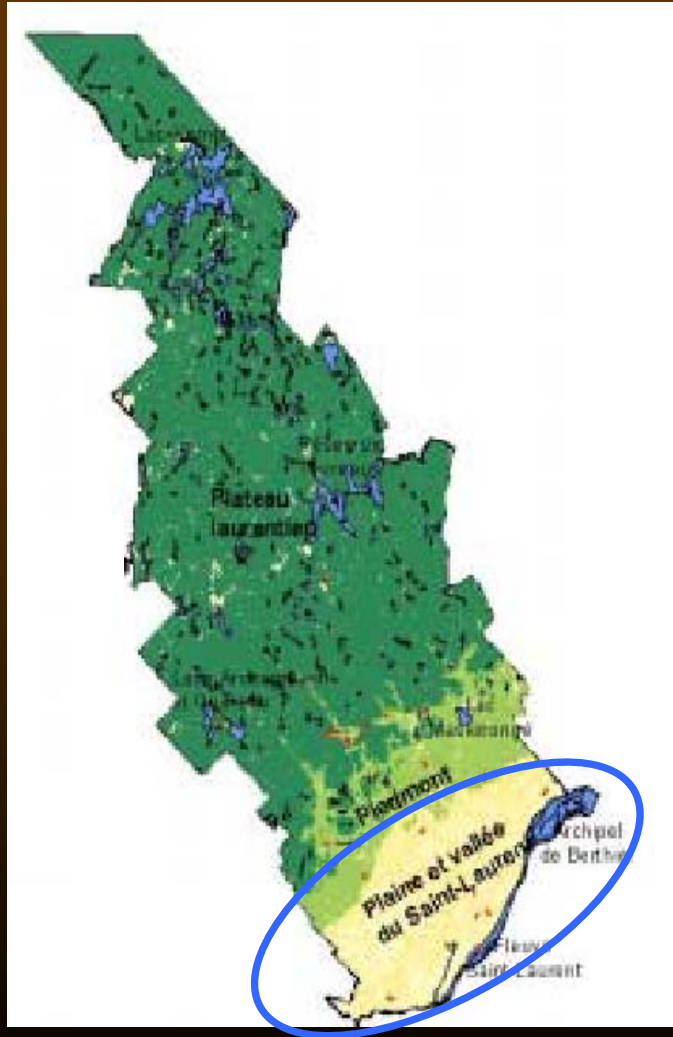 Plateau
laurentien
Lac
Maskinongé
Piedmont
Plaine et vallée
du Saint-Laurent
Archipel
de Berthier
Fleuve
Saint-Laurent